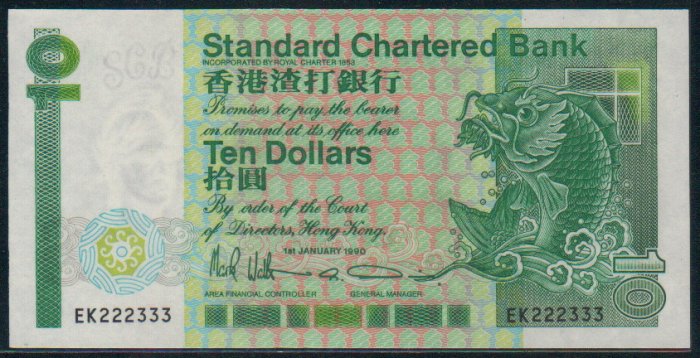 10
Standard Chartered Bank
INCORPORATED BY ROYAL CHARTER 1853
香港渣打銀行
Promises to pay the bearer
on demand at its office here
Ten Dollars
拾圓
By order of the Court
of Directors, Hong Kong.
1st JANUARY 1990
AREA FINANCIAL CONTROLLER GENERAL MANAGER
EK222333 EK222333
10